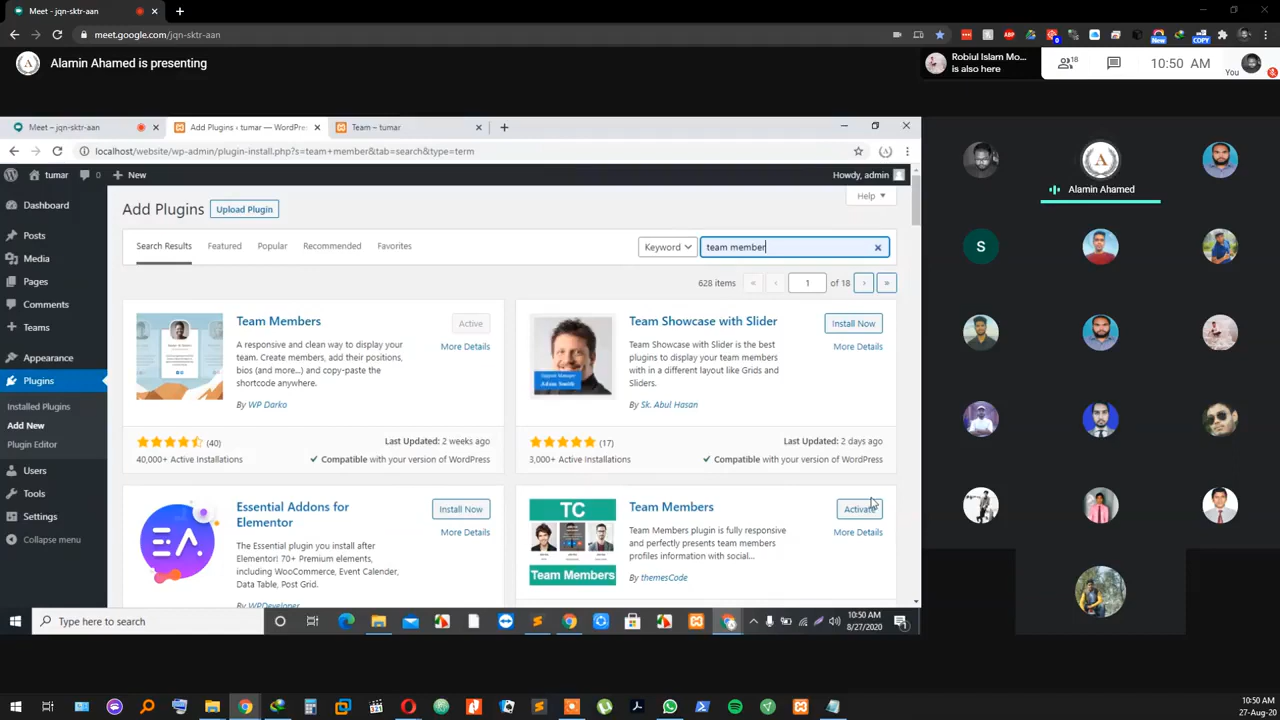 Meet - jqn-sktr-aan
meet.google.com/jqn-sktr-aan
New
COPY
Alamin Ahamed is presenting
Robiul Islam Mo...
is also here
18
10:50 AM
You
Meet – jqn-sktr-aan
Add Plugins ‹ tumar — WordPres
Team – tumar
localhost/website/wp-admin/plugin-install.php?s=team+member&tab=search&type=term
tumar
0
New
Howdy, admin
Dashboard
Posts
Media
Pages
Comments
Teams
Appearance
Plugins
Installed Plugins
Add New
Plugin Editor
Users
Tools
Settings
Collapse menu
Help
Add Plugins
Upload Plugin
Search Results
Featured
Popular
Recommended
Favorites
Keyword
team member
628 items
«
‹
1
of 18
›
»
Team Members
Active
More Details
A responsive and clean way to display your
team. Create members, add their positions,
bios (and more...) and copy-paste the
shortcode anywhere.
By WP Darko
(40)
40,000+ Active Installations
Last Updated: 2 weeks ago
Compatible with your version of WordPress
Support Manager
Adam Smith
Team Showcase with Slider
Install Now
More Details
Team Showcase with Slider is the best
plugins to display your team members
with in a different layout like Grids and
Sliders.
By Sk. Abul Hasan
(17)
3,000+ Active Installations
Last Updated: 2 days ago
Compatible with your version of WordPress
EA
Essential Addons for
Elementor
Install Now
More Details
The Essential plugin you install after
Elementor! 70+ Premium elements,
including WooCommerce, Event Calender,
Data Table, Post Grid.
By WPDeveloper
TC
Team Members
Team Members
Activate
More Details
Team Members plugin is fully responsive
and perfectly presents team members
profiles information with social...
By themesCode
Type here to search
10:50 AM
8/27/2020
A
Alamin Ahamed
S
10:50 AM
27-Aug-20